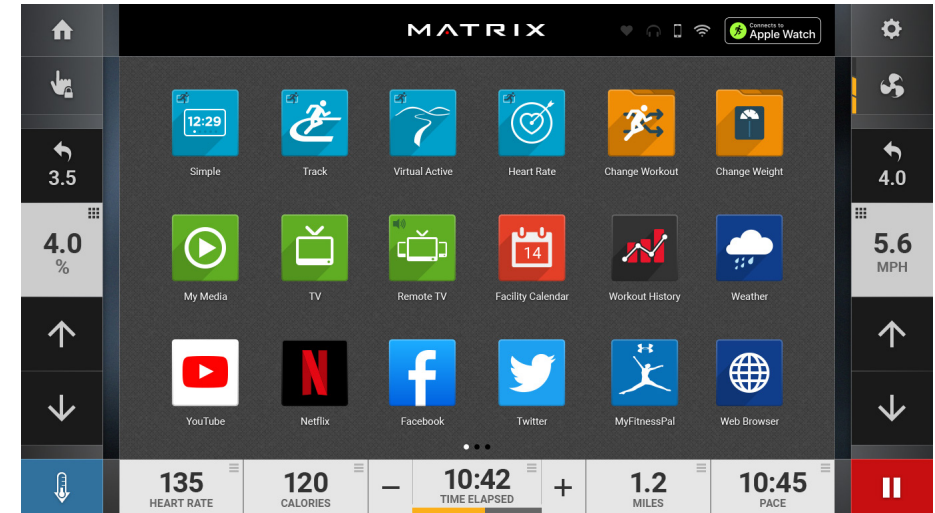 MATRIX
Connects to
Apple Watch
3.5
4.0
%
12:29
Simple
Track
Virtual Active
Heart Rate
Change Workout
Change Weight
14
My Media
TV
Remote TV
Facility Calendar
Workout History
Weather
N
f
YouTube
Netflix
Facebook
Twitter
MyFitnessPal
Web Browser
4.0
5.6
MPH
135
HEART RATE
120
CALORIES
− 10:42 +
TIME ELAPSED
1.2
MILES
10:45
PACE